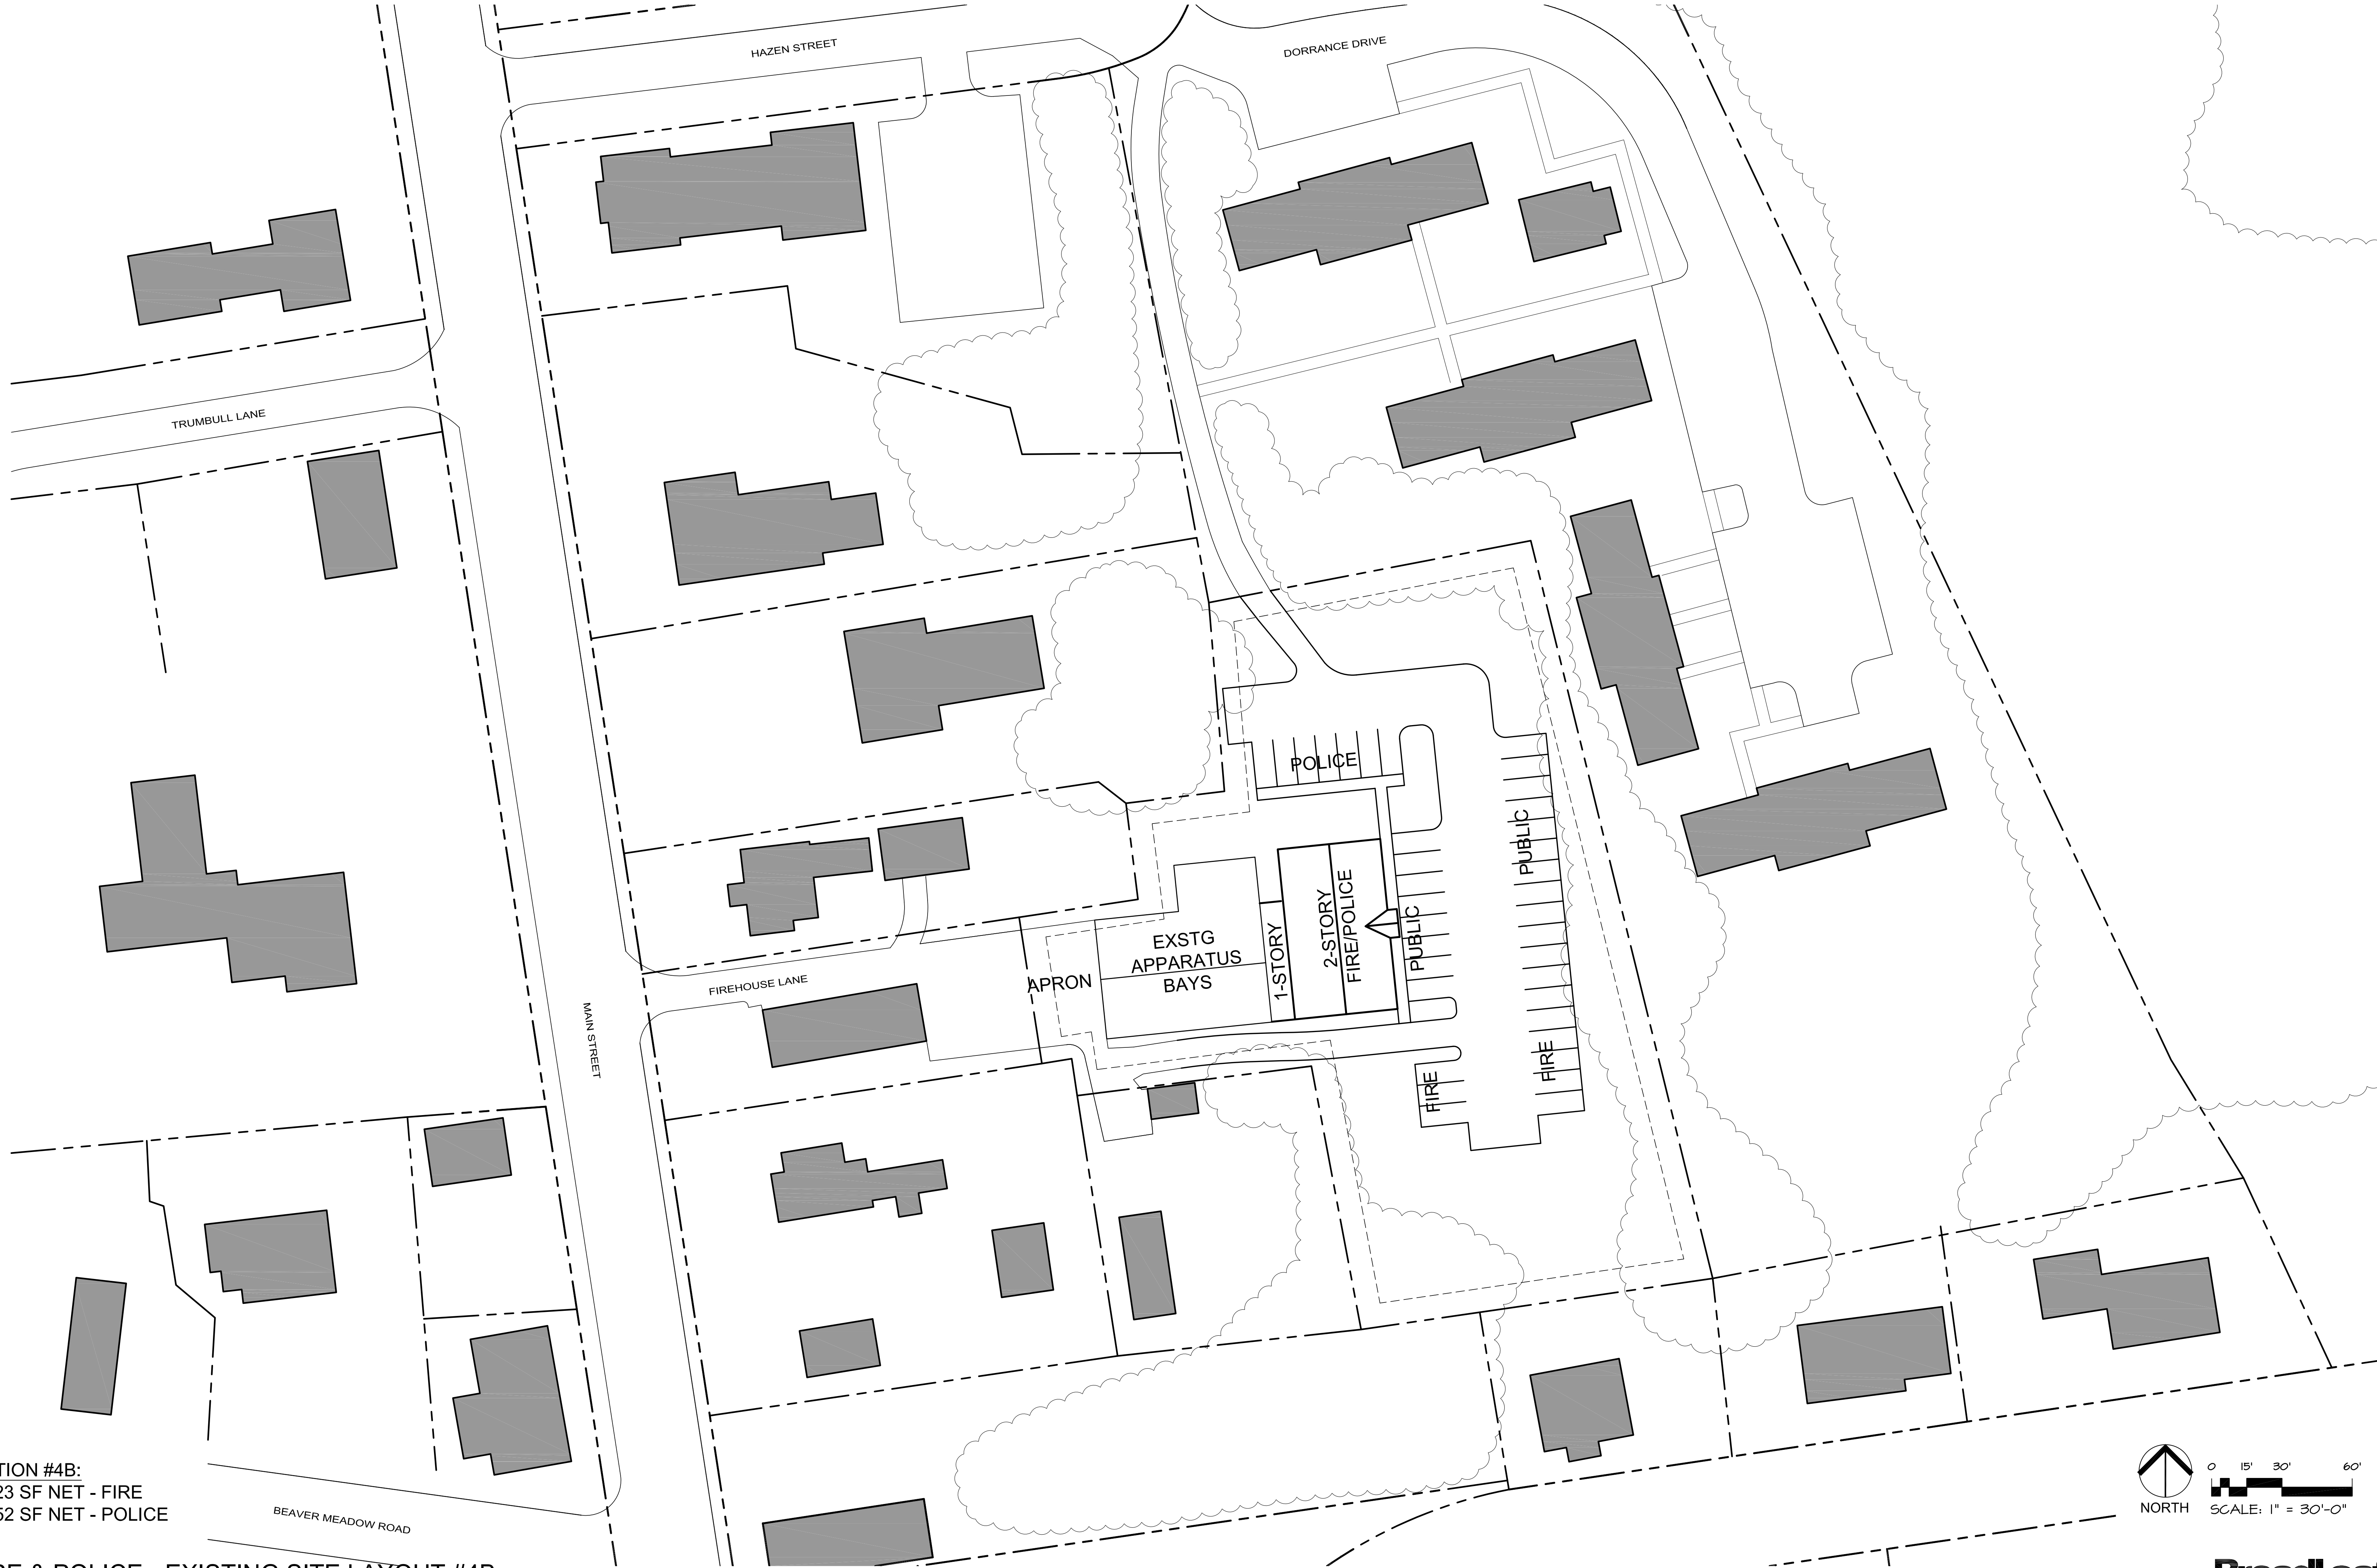 HAZEN STREET
DORRANCE DRIVE
TRUMBULL LANE
POLICE
PUBLIC
PUBLIC
EXSTG
APPARATUS
BAYS
1-STORY
2-STORY
FIRE/POLICE
APRON
FIREHOUSE LANE
MAIN STREET
FIRE
FIRE
TION #4B:
23 SF NET - FIRE
52 SF NET - POLICE
BEAVER MEADOW ROAD
NORTH
0 15' 30' 60'
SCALE: 1" = 30'-0"